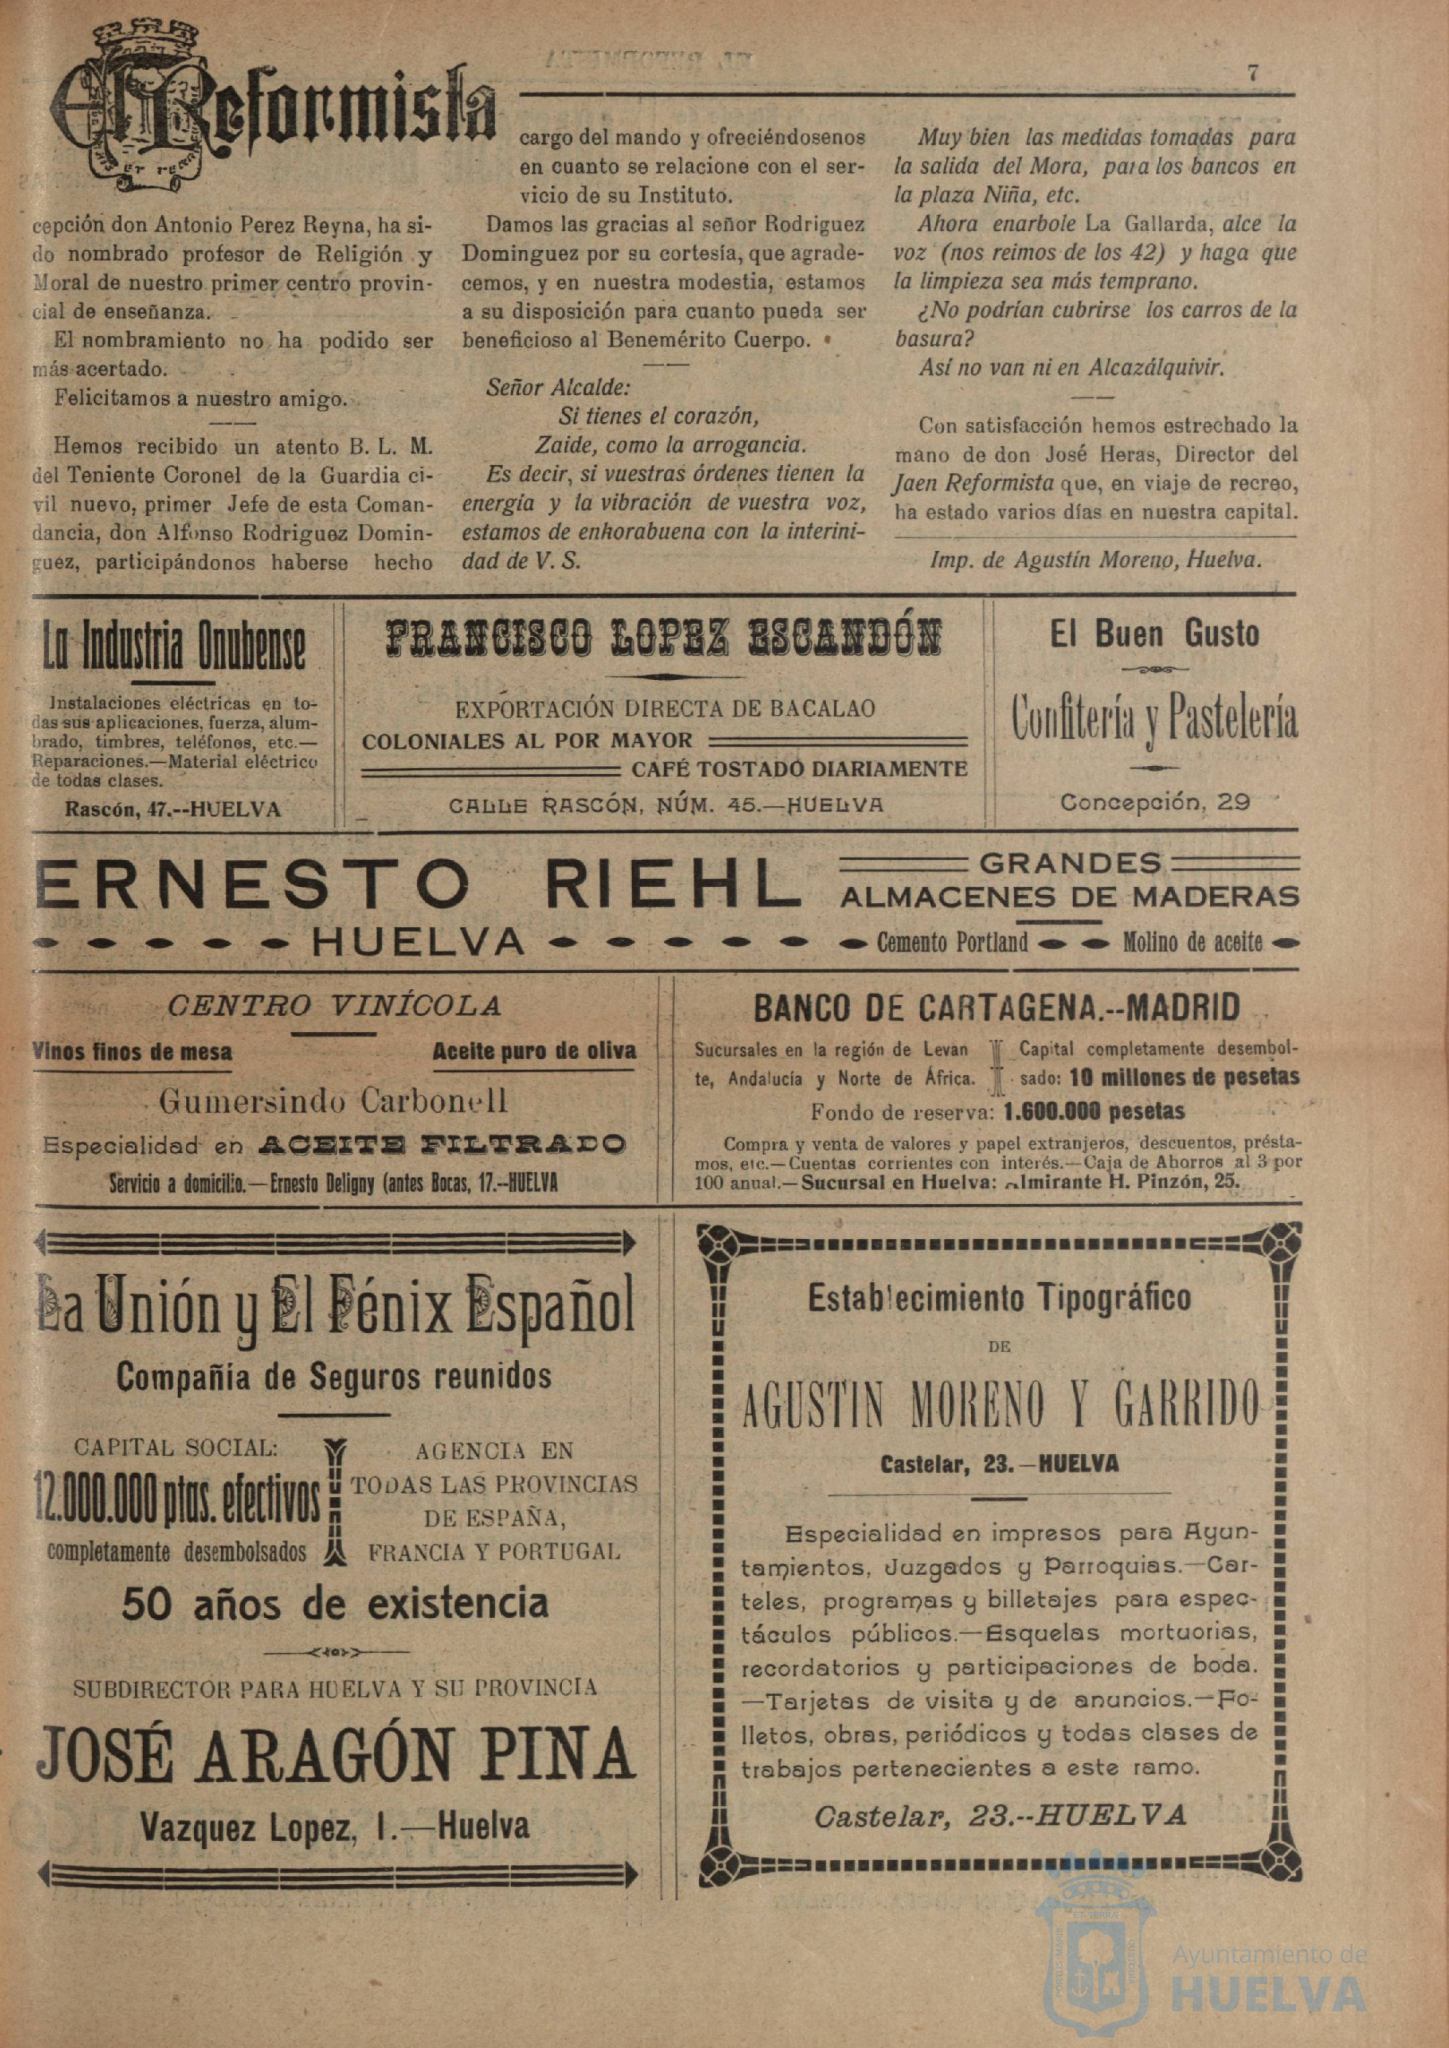 El Reformista
7
cepción don Antonio Perez Reyna, ha si-
do nombrado profesor de Religión y
Moral de nuestro primer centro provin-
cial de enseñanza.
El nombramiento no ha podido ser
más acertado.
Felicitamos a nuestro amigo.
Hemos recibido un atento B. L. M.
del Teniente Coronel de la Guardia ci-
vil nuevo, primer Jefe de esta Coman-
dancia, don Alfonso Rodriguez Domin-
guez, participándonos haberse hecho
cargo del mando y ofreciéndosenos
en cuanto se relacione con el ser-
vicio de su Instituto.
Damos las gracias al señor Rodriguez
Dominguez por su cortesía, que agrade-
cemos, y en nuestra modestia, estamos
a su disposición para cuanto pueda ser
beneficioso al Benemérito Cuerpo.
Señor Alcalde:
Si tienes el corazón,
Zaide, como la arrogancia.
Es decir, si vuestras órdenes tienen la
energía y la vibración de vuestra voz,
estamos de enhorabuena con la interini-
dad de V. S.
Muy bien las medidas tomadas para
la salida del Mora, para los bancos en
la plaza Niña, etc.
Ahora enarbole La Gallarda, alce la
voz (nos reimos de los 42) y haga que
la limpieza sea más temprano.
¿No podrían cubrirse los carros de la
basura?
Así no van ni en Alcazálquivir.
Con satisfacción hemos estrechado la
mano de don José Heras, Director del
Jaen Reformista que, en viaje de recreo,
ha estado varios días en nuestra capital.
Imp. de Agustín Moreno, Huelva.
La Industria Onubense
Instalaciones eléctricas en to-
das sus aplicaciones, fuerza, alum-
brado, timbres, teléfonos, etc.—
Reparaciones.—Material eléctrico
de todas clases.
Rascón, 47.--HUELVA
FRANCISCO LOPEZ ESCANDÓN
EXPORTACIÓN DIRECTA DE BACALAO
COLONIALES AL POR MAYOR
CAFÉ TOSTADO DIARIAMENTE
CALLE RASCÓN, NÚM. 45.—HUELVA
El Buen Gusto
Confitería y Pastelería
Concepción, 29
ERNESTO RIEHL
HUELVA
GRANDES
ALMACENES DE MADERAS
Cemento Portland
Molino de aceite
CENTRO VINÍCOLA
Vinos finos de mesa
Aceite puro de oliva
Gumersindo Carbonell
Especialidad en ACEITE FILTRADO
Servicio a domicilio.—Ernesto Deligny (antes Bocas, 17.--HUELVA
BANCO DE CARTAGENA.--MADRID
Sucursales en la región de Levan
te, Andalucía y Norte de África.
Capital completamente desembol-
sado: 10 millones de pesetas
Fondo de reserva: 1.600.000 pesetas
Compra y venta de valores y papel extranjeros, descuentos, présta-
mos, etc.—Cuentas corrientes con interés.—Caja de Ahorros al 3 por
100 anual.—Sucursal en Huelva: Almirante H. Pinzón, 25.
La Unión y El Fénix Español
Compañia de Seguros reunidos
CAPITAL SOCIAL:
12.000.000 ptas. efectivos
completamente desembolsados
AGENCIA EN
TODAS LAS PROVINCIAS
DE ESPAÑA,
FRANCIA Y PORTUGAL
50 años de existencia
SUBDIRECTOR PARA HUELVA Y SU PROVINCIA
JOSÉ ARAGÓN PINA
Vazquez Lopez, 1.—Huelva
Establecimiento Tipográfico
DE
AGUSTIN MORENO Y GARRIDO
Castelar, 23.—HUELVA
Especialidad en impresos para Ayun-
tamientos, Juzgados y Parroquias.—Car-
teles, programas y billetajes para espec-
táculos públicos.—Esquelas mortuorias,
recordatorios y participaciones de boda.
—Tarjetas de visita y de anuncios.—Fo-
lletos, obras, periódicos y todas clases de
trabajos pertenecientes a este ramo.
Castelar, 23.--HUELVA
Ayuntamiento de
HUELVA